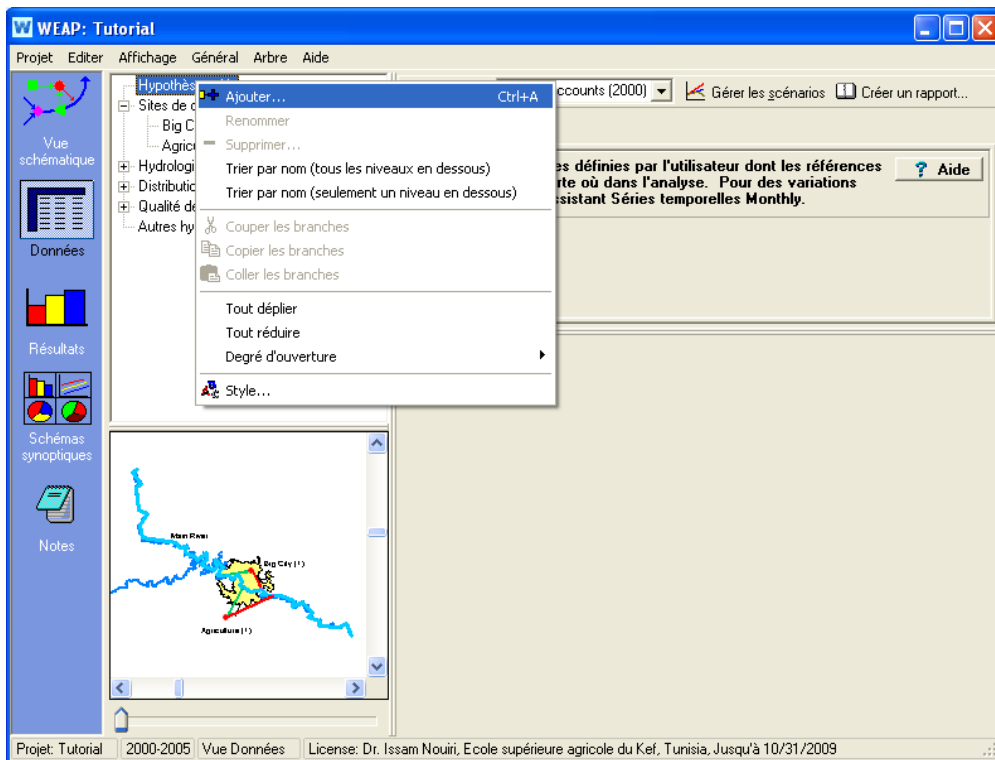 WEAP: Tutorial
Projet Editer Affichage Général Arbre Aide
Vue schématique
Données
Résultats
Schémas synoptiques
Notes
Hypothès
Sites de
Big C
Agric
Hydrologi
Distributio
Qualité de
Autres hy
Ajouter... Ctrl+A
Renommer
Supprimer...
Trier par nom (tous les niveaux en dessous)
Trier par nom (seulement un niveau en dessous)
Couper les branches
Copier les branches
Coller les branches
Tout déplier
Tout réduire
Degré d'ouverture
Style...
ccounts (2000) Gérer les scénarios Créer un rapport...
es définies par l'utilisateur dont les références
rte où dans l'analyse. Pour des variations
ssistant Séries temporelles Monthly.
? Aide
Main River
Big City (1)
Agriculture (1)
Projet: Tutorial 2000-2005 Vue Données License: Dr. Issam Nouiri, Ecole supérieure agricole du Kef, Tunisia, Jusqu'à 10/31/2009